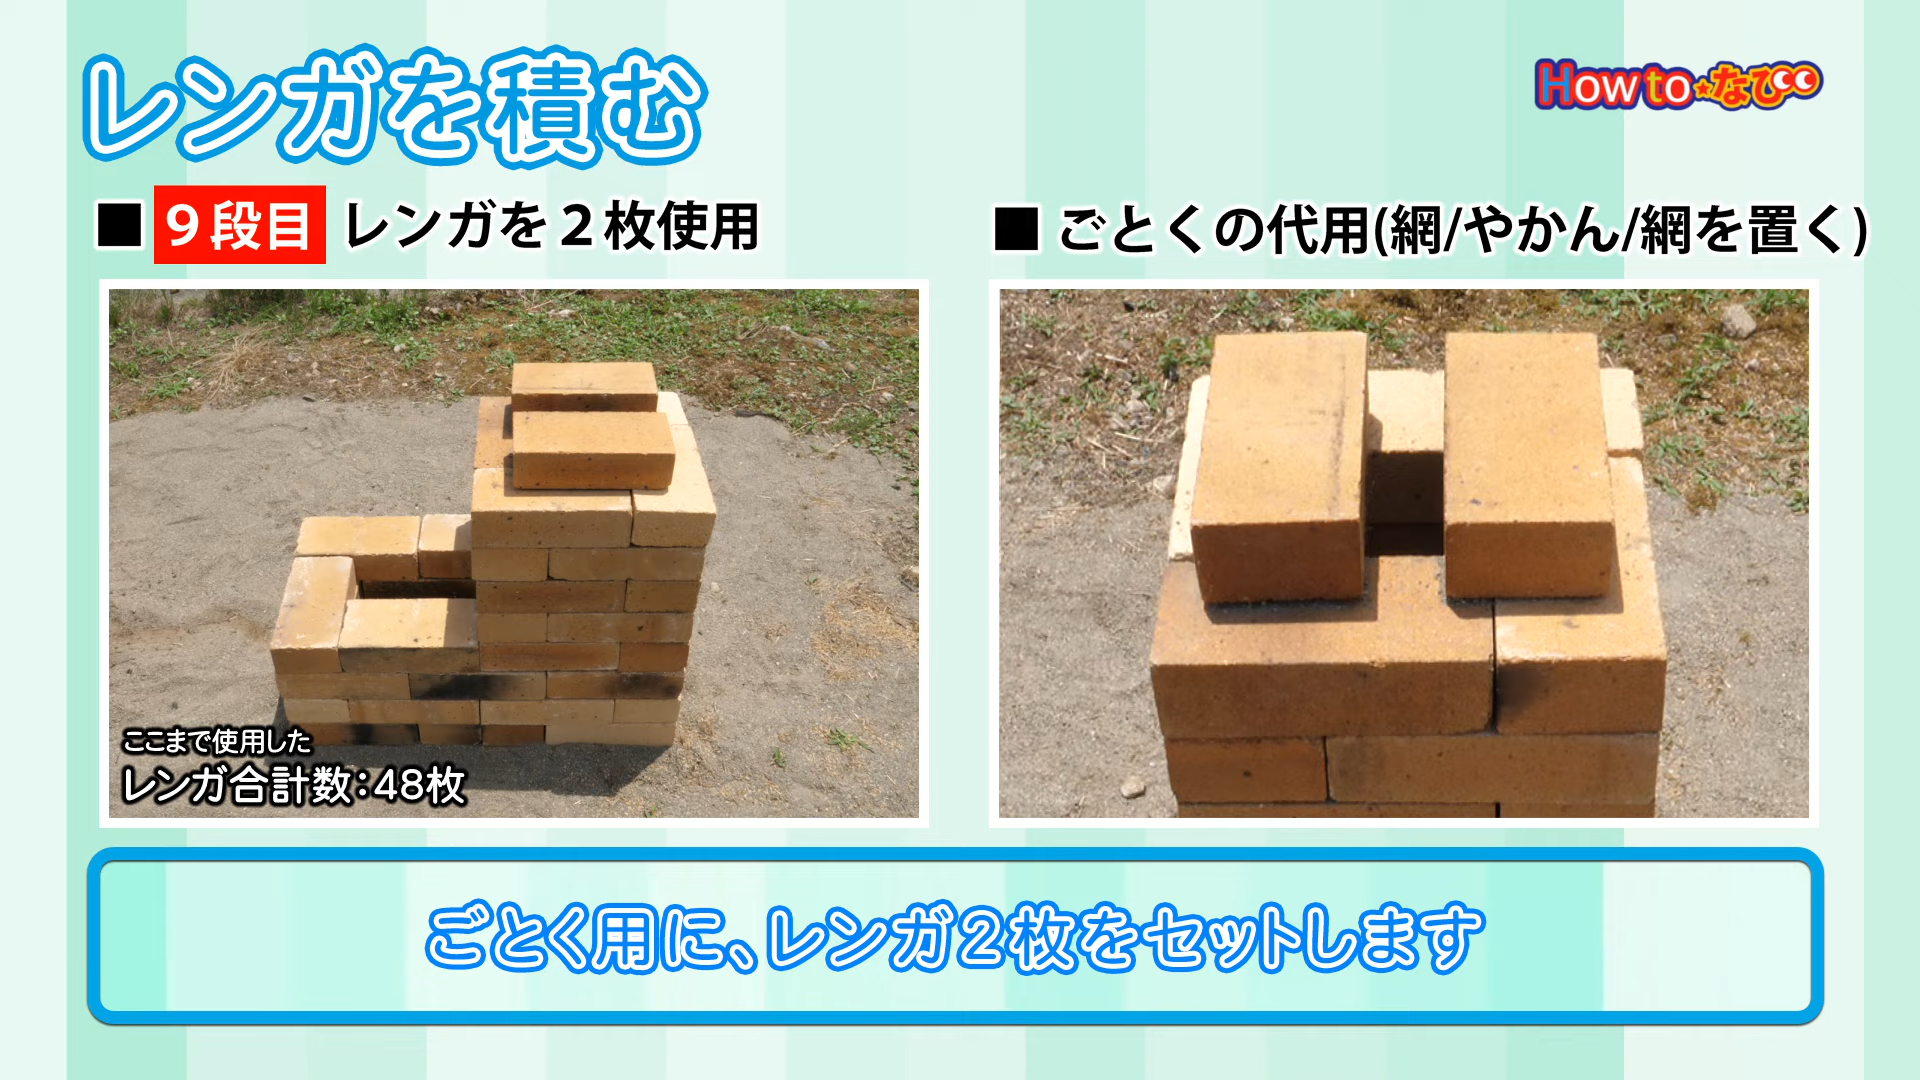 レンガを積む
How to★なび
■ 9段目 レンガを2枚使用
■ ごとくの代用(網/やかん/網を置く)
ここまで使用した
レンガ合計数：48枚
ごとく用に、レンガ2枚をセットします